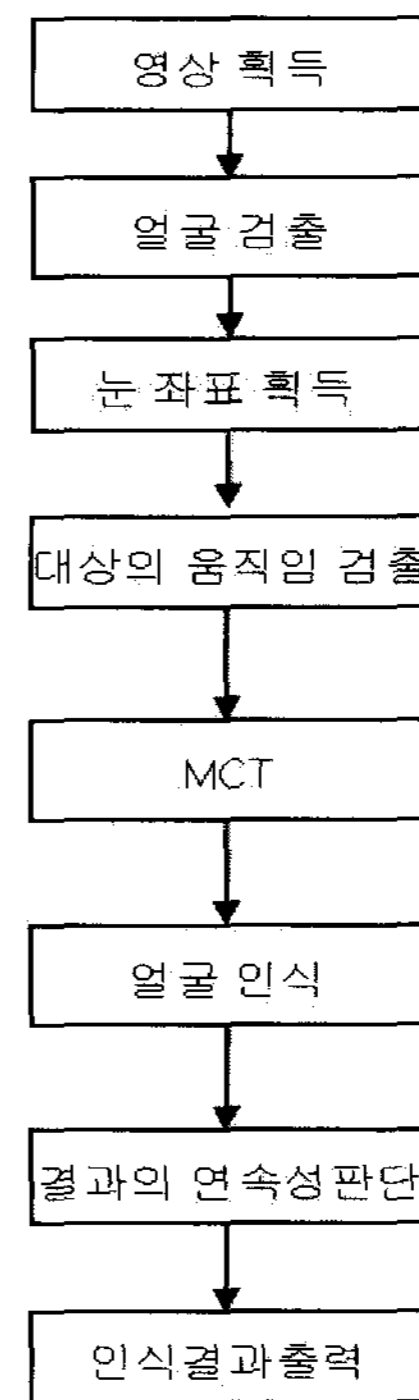 영상 획득
얼굴 검출
눈 좌표 획득
대상의 움직임 검출
MCT
얼굴 인식
결과의 연속성판단
인식결과출력